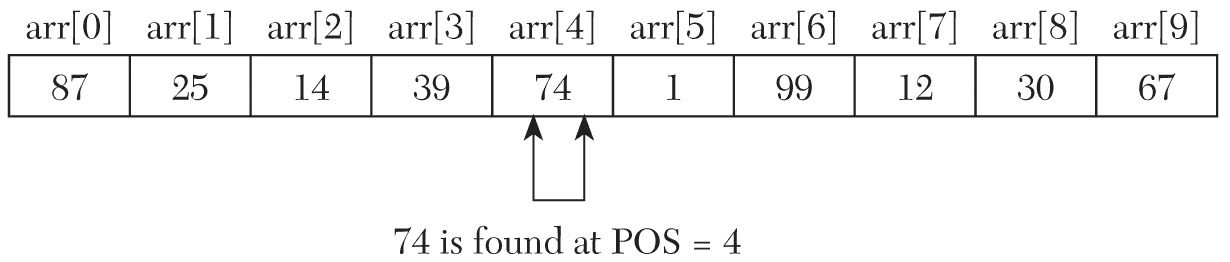 arr[0] arr[1] arr[2] arr[3] arr[4] arr[5] arr[6] arr[7] arr[8] arr[9]
87 25 14 39 74 1 99 12 30 67
74 is found at POS = 4